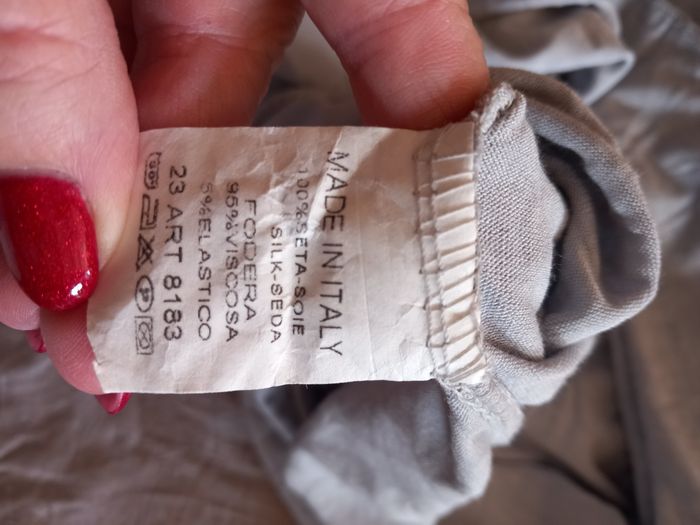 MADE IN ITALY
100%SETA-SOIE
SILK-SEDA
FODERA
95%VISCOSA
5%ELASTICO
23 ART 8183
P